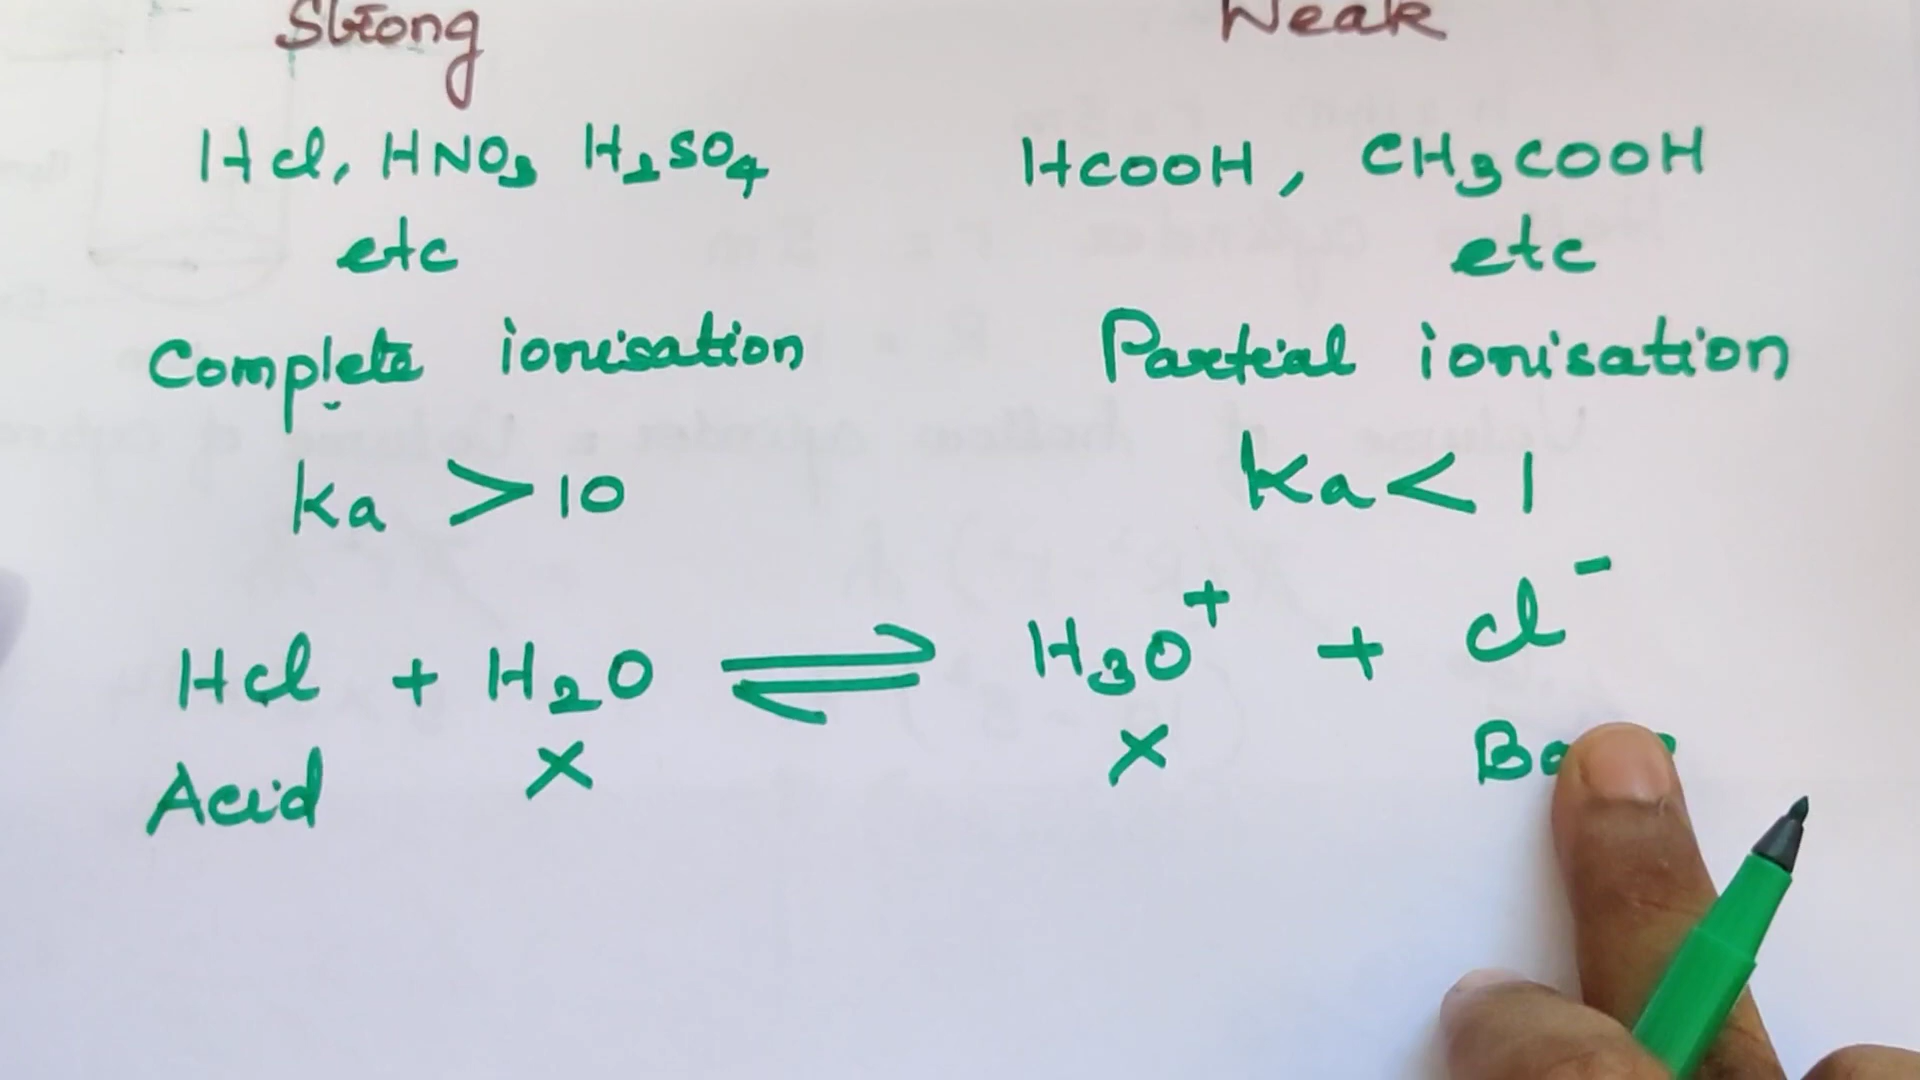 Strong Weak
HCl, HNO₃ H₂SO₄ HCOOH, CH₃COOH
etc etc
Complete ionisation Partial ionisation
Ka > 10 Ka < 1
HCl + H₂O ⇌ H₃O⁺ + Cl⁻
Acid X X